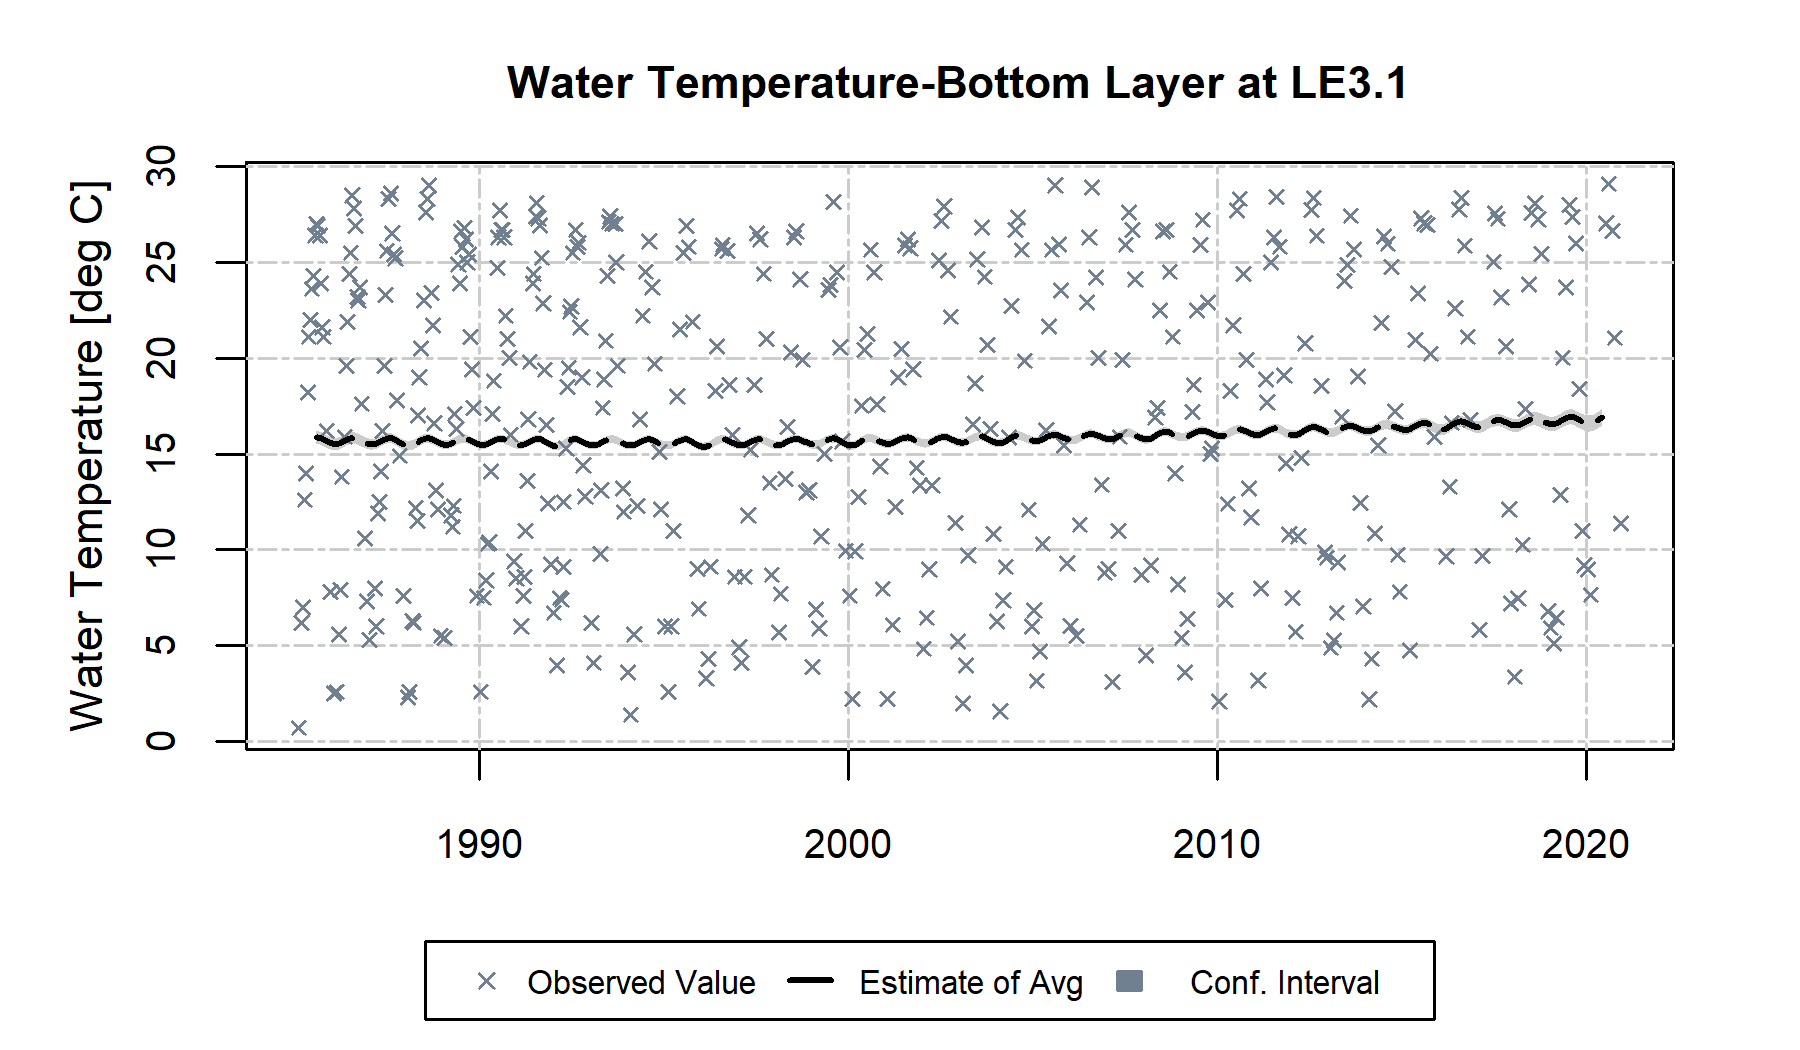 Water Temperature-Bottom Layer at LE3.1
Water Temperature [deg C]
30
25
20
15
10
5
0
1990 2000 2010 2020
Observed Value Estimate of Avg Conf. Interval